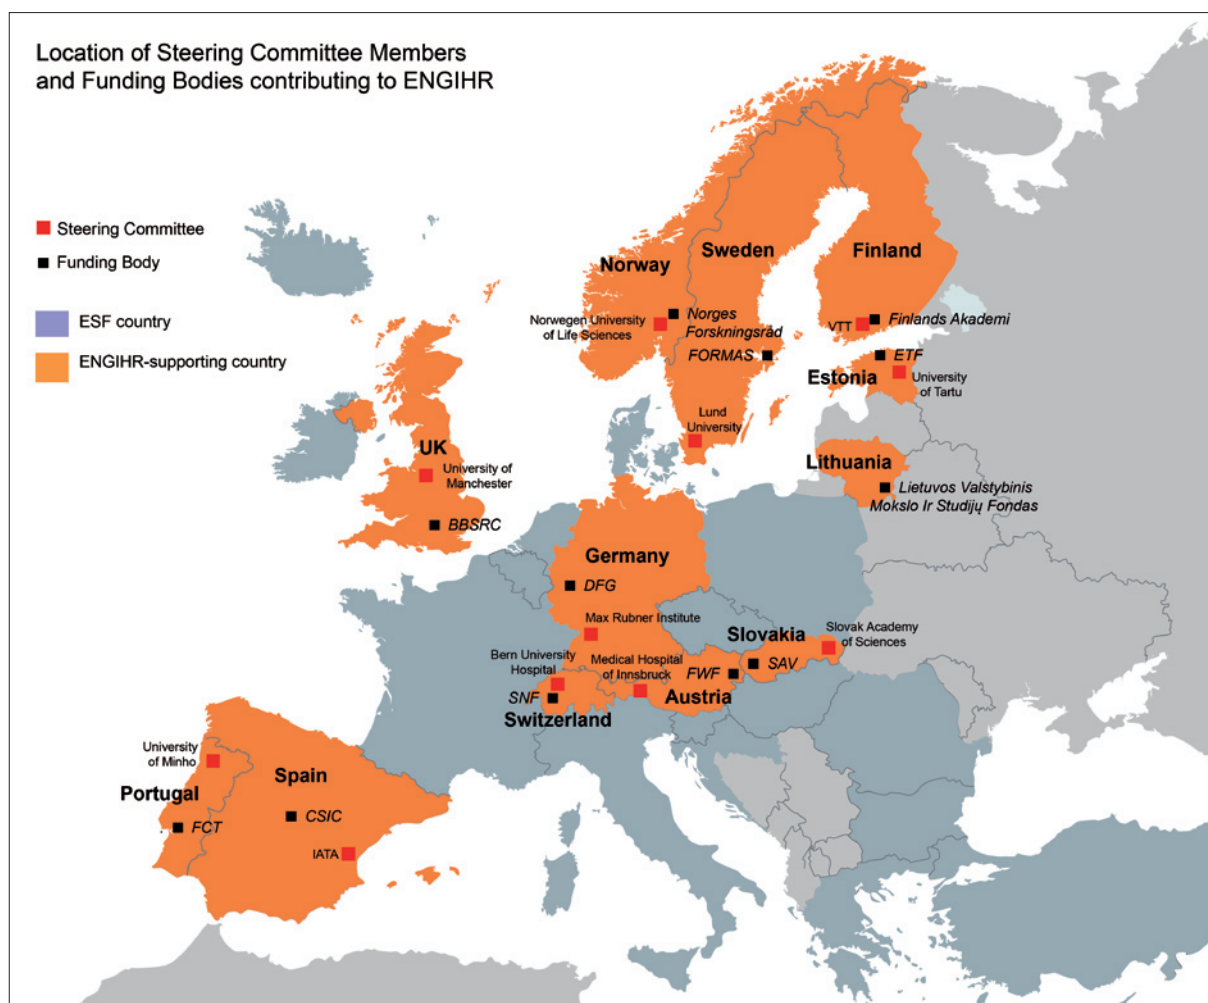 Location of Steering Committee Members
and Funding Bodies contributing to ENGIHR
Steering Committee
Funding Body
ESF country
ENGIHR-supporting country
Norway
Sweden
Finland
Norwegen University
of Life Sciences
Norges
Forskningsråd
VTT
Finlands Akademi
FORMAS
ETF
Estonia
University
of Tartu
Lund
University
UK
University of
Manchester
BBSRC
Lithuania
Lietuvos Valstybinis
Mokslo Ir Studijų Fondas
Germany
DFG
Max Rubner Institute
Slovakia
Slovak Academy
of Sciences
Bern University
Hospital
Medical Hospital
of Innsbruck
FWF
SAV
SNF
Austria
Switzerland
University
of Minho
Spain
Portugal
CSIC
FCT
IATA